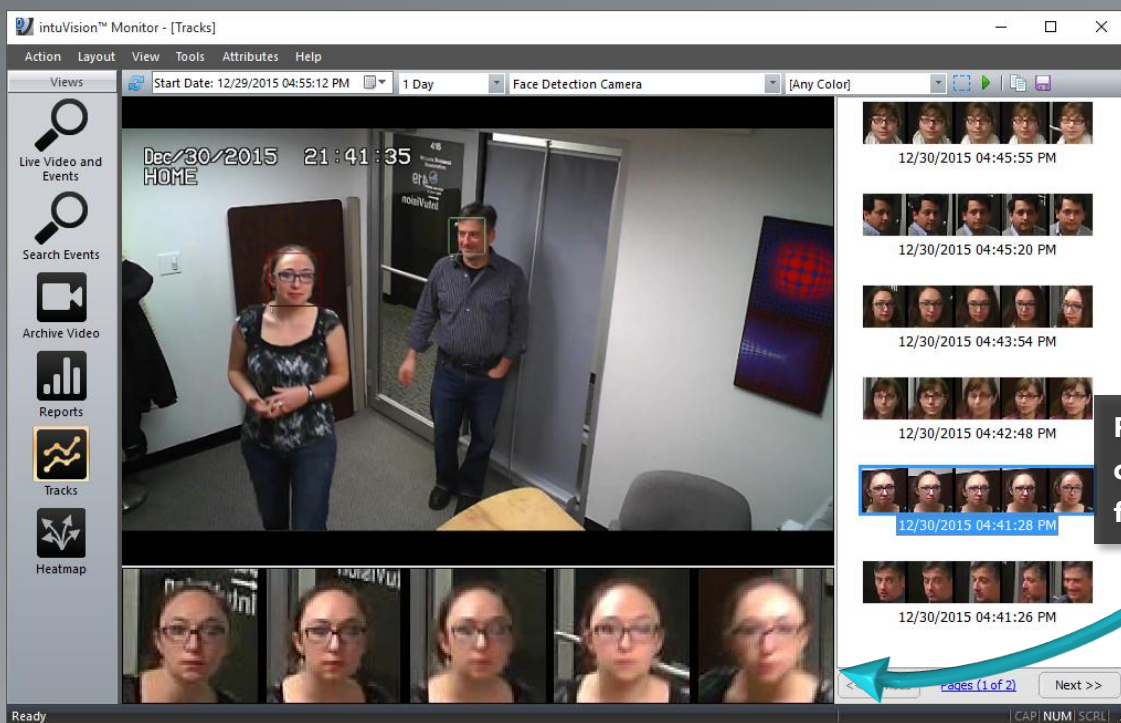 intuVision™ Monitor - [Tracks]
Action Layout View Tools Attributes Help
Views
Start Date: 12/29/2015 04:55:12 PM
1 Day
Face Detection Camera
[Any Color]
Live Video and
Events
Search Events
Archive Video
Reports
Tracks
Heatmap
Dec/30/2015 21:41:35
HOME
416
419
intuVision
12/30/2015 04:45:55 PM
12/30/2015 04:45:20 PM
12/30/2015 04:43:54 PM
12/30/2015 04:42:48 PM
12/30/2015 04:41:28 PM
12/30/2015 04:41:26 PM
Pages (1 of 2)
Next >>
Ready
CAP NUM SCRL